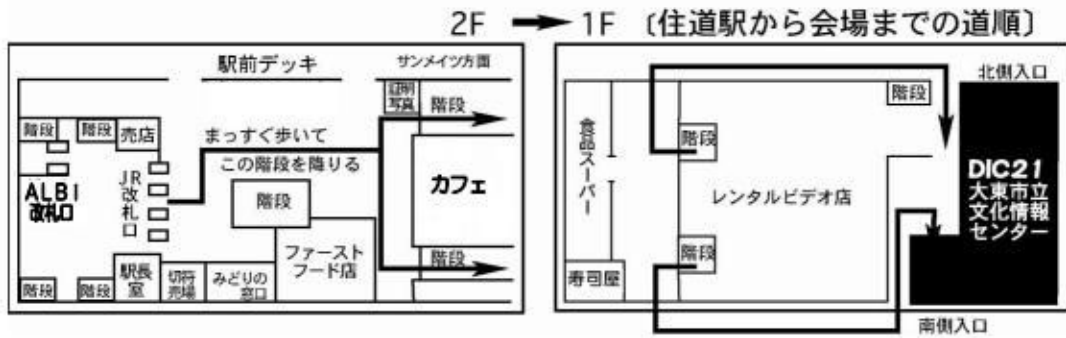 2F → 1F〔住道駅から会場までの道順〕
駅前デッキ
サンメイツ方面
証明
写真
階段
階段
階段
売店
まっすぐ歩いて
この階段を降りる
ALBI
改札口
JR
改
札
口
階段
カフェ
ファースト
フード店
階段
階段
階段
駅長
室
切符
売場
みどりの
窓口
北側入口
階段
食品スーパー
階段
レンタルビデオ店
DIC21
大東市立
文化情報
センター
階段
寿司屋
南側入口